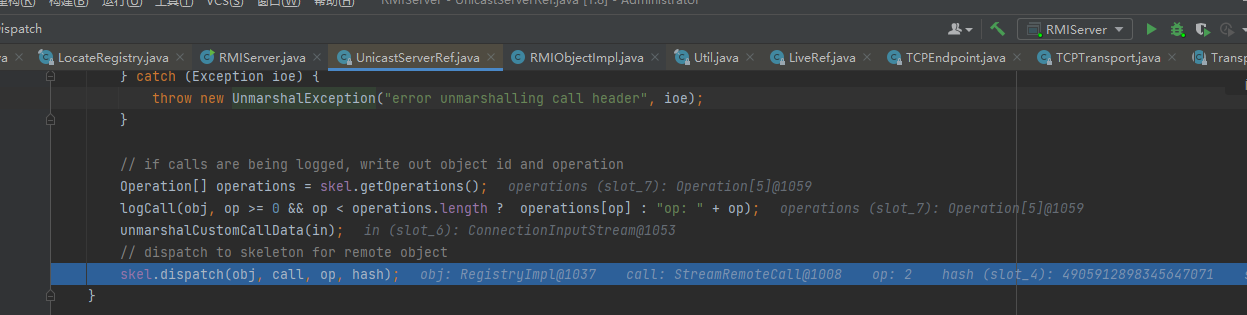 重构(R) 构建(B) 运行(U) 工具(T) VCS(S) 窗口(W) 帮助(H) RMIServer - UnicastServerRef.java [1.8] - Administrator
Dispatch
RMIServer
va LocateRegistry.java RMIServer.java UnicastServerRef.java RMIObjectImpl.java Util.java LiveRef.java TCPEndpoint.java TCPTransport.java Transp
} catch (Exception ioe) {
throw new UnmarshalException("error unmarshalling call header", ioe);
}
// if calls are being logged, write out object id and operation
Operation[] operations = skel.getOperations(); operations (slot_7): Operation[5]@1059
logCall(obj, op >= 0 && op < operations.length ? operations[op] : "op: " + op); operations (slot_7): Operation[5]@1059
unmarshalCustomCallData(in); in (slot_6): ConnectionInputStream@1053
// dispatch to skeleton for remote object
skel.dispatch(obj, call, op, hash); obj: RegistryImpl@1037 call: StreamRemoteCall@1008 op: 2 hash (slot_4): 4905912898345647071 s
}